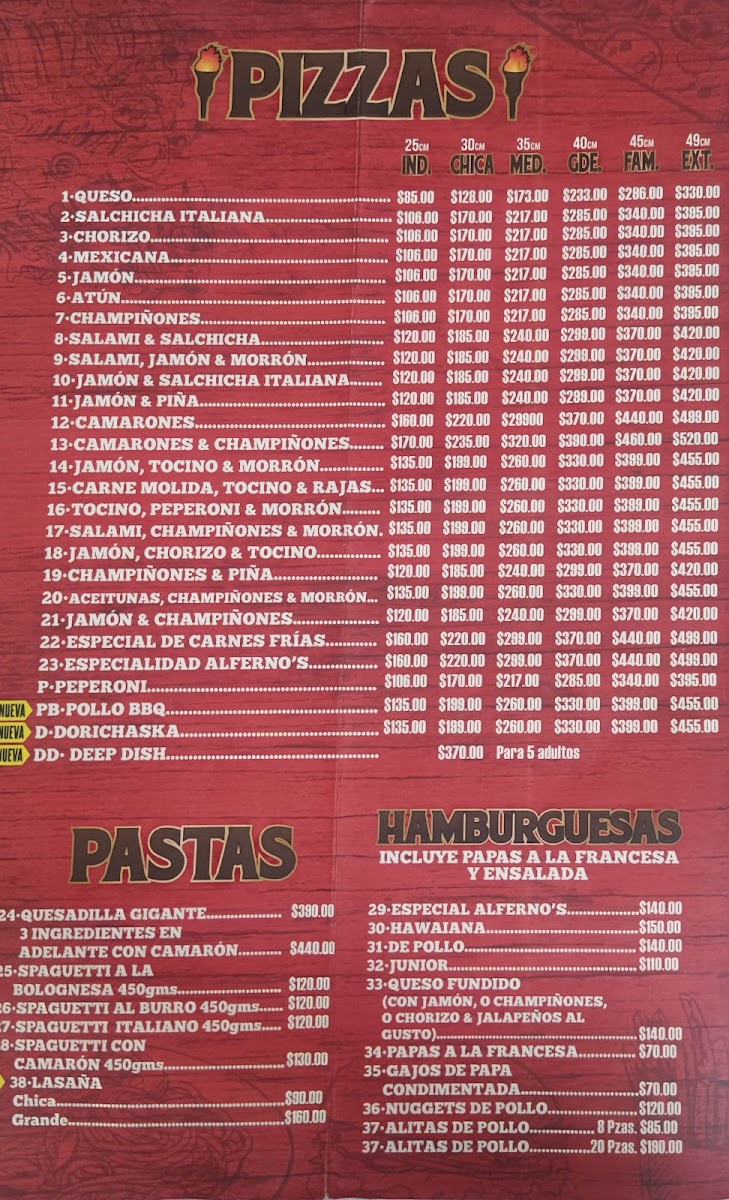 PIZZAS
25CM 30CM 35CM 40CM 45CM 49CM
IND. CHICA MED. GDE. FAM. EXT.
1·QUESO........ $85.00 $128.00 $173.00 $233.00 $286.00 $330.00
2·SALCHICHA ITALIANA........ $106.00 $170.00 $217.00 $285.00 $340.00 $395.00
3·CHORIZO........ $106.00 $170.00 $217.00 $285.00 $340.00 $395.00
4·MEXICANA........ $106.00 $170.00 $217.00 $285.00 $340.00 $395.00
5·JAMÓN........ $106.00 $170.00 $217.00 $285.00 $340.00 $395.00
6·ATÚN........ $106.00 $170.00 $217.00 $285.00 $340.00 $395.00
7·CHAMPIÑONES........ $106.00 $170.00 $217.00 $285.00 $340.00 $395.00
8·SALAMI & SALCHICHA........ $120.00 $185.00 $240.00 $299.00 $370.00 $420.00
9·SALAMI, JAMÓN & MORRÓN........ $120.00 $185.00 $240.00 $299.00 $370.00 $420.00
10·JAMÓN & SALCHICHA ITALIANA........ $120.00 $185.00 $240.00 $299.00 $370.00 $420.00
11·JAMÓN & PIÑA........ $120.00 $185.00 $240.00 $299.00 $370.00 $420.00
12·CAMARONES........ $160.00 $220.00 $29900 $370.00 $440.00 $499.00
13·CAMARONES & CHAMPIÑONES........ $170.00 $235.00 $320.00 $390.00 $460.00 $520.00
14·JAMÓN, TOCINO & MORRÓN........ $135.00 $199.00 $260.00 $330.00 $399.00 $455.00
15·CARNE MOLIDA, TOCINO & RAJAS... $135.00 $199.00 $260.00 $330.00 $399.00 $455.00
16·TOCINO, PEPERONI & MORRÓN........ $135.00 $199.00 $260.00 $330.00 $399.00 $455.00
17·SALAMI, CHAMPIÑONES & MORRÓN. $135.00 $199.00 $260.00 $330.00 $399.00 $455.00
18·JAMÓN, CHORIZO & TOCINO........ $135.00 $199.00 $260.00 $330.00 $399.00 $455.00
19·CHAMPIÑONES & PIÑA........ $120.00 $185.00 $240.00 $299.00 $370.00 $420.00
20·ACEITUNAS, CHAMPIÑONES & MORRÓN... $135.00 $199.00 $260.00 $330.00 $399.00 $455.00
21·JAMÓN & CHAMPIÑONES........ $120.00 $185.00 $240.00 $299.00 $370.00 $420.00
22·ESPECIAL DE CARNES FRÍAS........ $160.00 $220.00 $299.00 $370.00 $440.00 $499.00
23·ESPECIALIDAD ALFERNO'S........ $160.00 $220.00 $299.00 $370.00 $440.00 $499.00
P·PEPERONI........ $106.00 $170.00 $217.00 $285.00 $340.00 $395.00
NUEVA PB·POLLO BBQ........ $135.00 $199.00 $260.00 $330.00 $399.00 $455.00
NUEVA D·DORICHASKA........ $135.00 $199.00 $260.00 $330.00 $399.00 $455.00
NUEVA DD· DEEP DISH........ $370.00 Para 5 adultos
PASTAS
24·QUESADILLA GIGANTE........ $390.00
3 INGREDIENTES EN
ADELANTE CON CAMARÓN........ $440.00
25·SPAGUETTI A LA
BOLOGNESA 450gms........ $120.00
26·SPAGUETTI AL BURRO 450gms..... $120.00
27·SPAGUETTI ITALIANO 450gms.... $120.00
28·SPAGUETTI CON
CAMARÓN 450gms........ $130.00
38·LASAÑA
Chica........ $90.00
Grande........ $160.00
HAMBURGUESAS
INCLUYE PAPAS A LA FRANCESA
Y ENSALADA
29·ESPECIAL ALFERNO'S........ $140.00
30·HAWAIANA........ $150.00
31·DE POLLO........ $140.00
32·JUNIOR........ $110.00
33·QUESO FUNDIDO
(CON JAMÓN, O CHAMPIÑONES,
O CHORIZO & JALAPEÑOS AL
GUSTO)........ $140.00
34·PAPAS A LA FRANCESA........ $70.00
35·GAJOS DE PAPA
CONDIMENTADA........ $70.00
36·NUGGETS DE POLLO........ $120.00
37·ALITAS DE POLLO........ 8 Pzas. $85.00
37·ALITAS DE POLLO........ 20 Pzas. $190.00